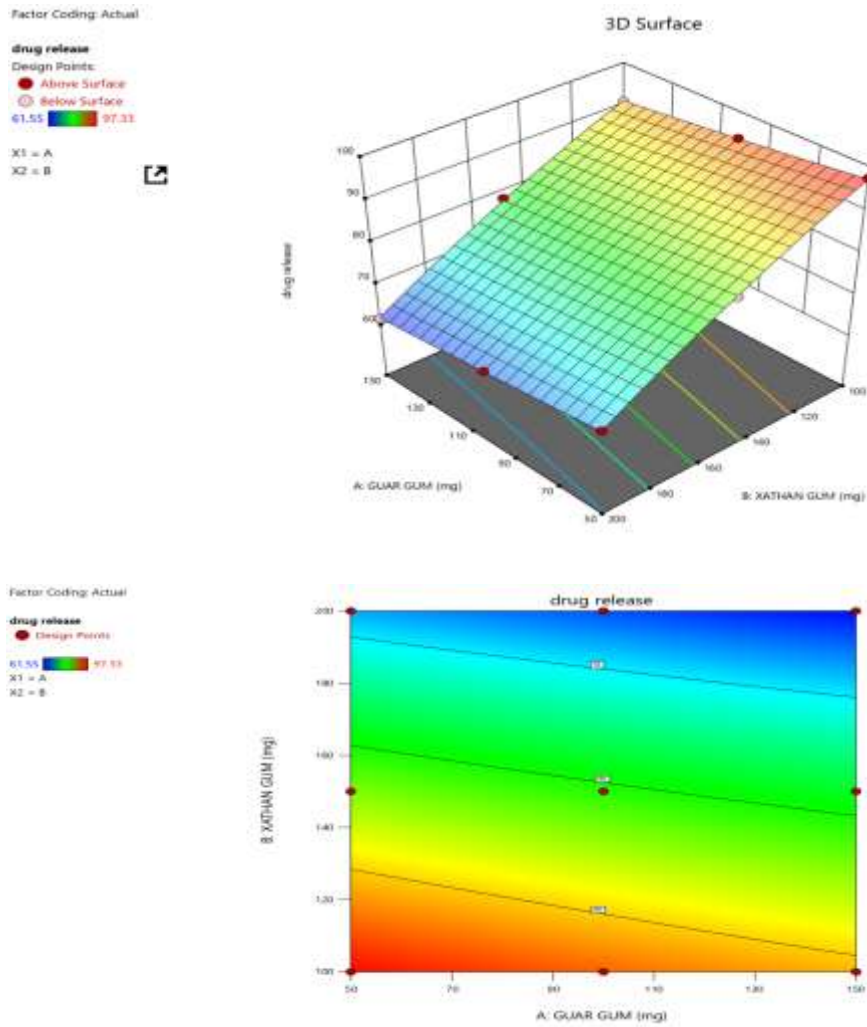 Factor Coding: Actual
3D Surface
drug release
Design Points:
Above Surface
Below Surface
61.55 97.33
X1 = A
X2 = B
100
90
80
70
60
drug release
150
130
110
90
70
50
A: GUAR GUM (mg)
200
180
160
140
120
100
B: XATHAN GUM (mg)
Factor Coding: Actual
drug release
drug release
Design Points
61.55 97.33
X1 = A
X2 = B
200
180
160
140
120
100
B: XATHAN GUM (mg)
50
70
90
110
130
150
A: GUAR GUM (mg)